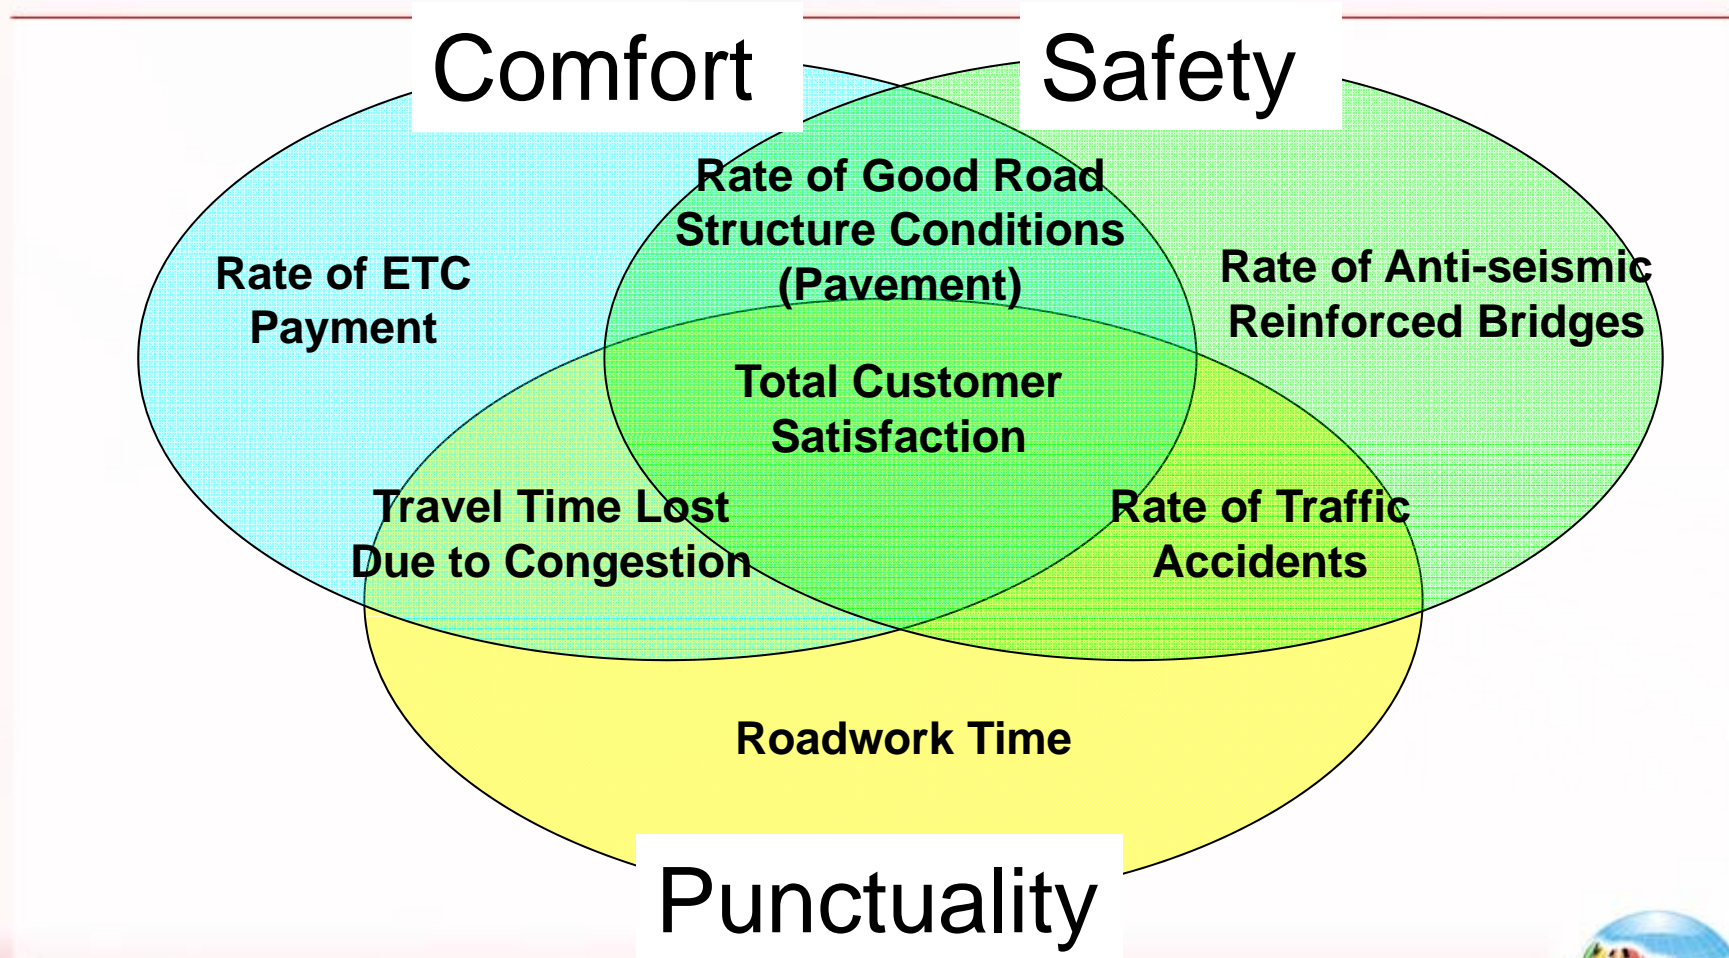 Comfort
Safety
Rate of Good Road
Structure Conditions
(Pavement)
Rate of ETC
Payment
Rate of Anti-seismic
Reinforced Bridges
Total Customer
Satisfaction
Travel Time Lost
Due to Congestion
Rate of Traffic
Accidents
Roadwork Time
Punctuality